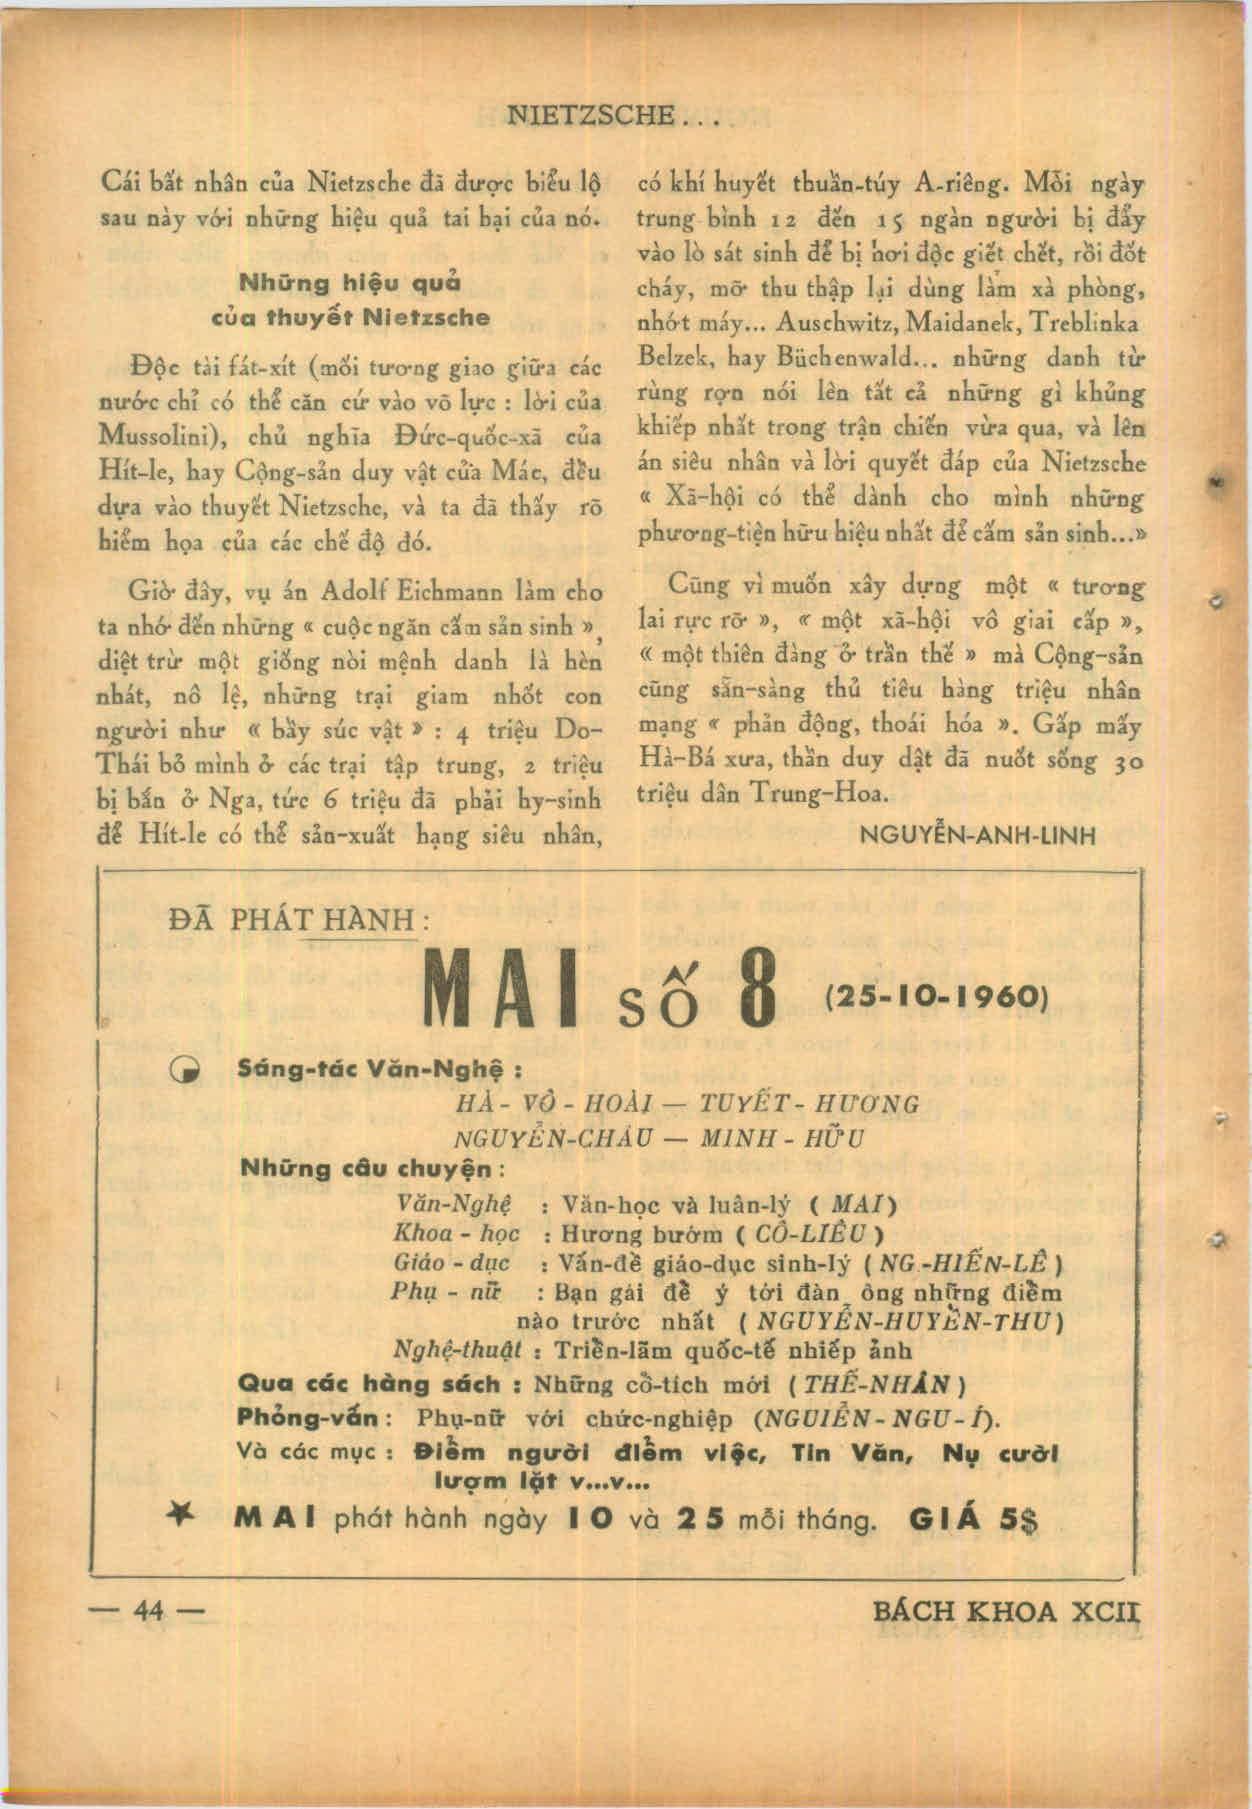 NIETZSCHE...
Cái bất nhân của Nietzsche đã được biểu lộ
sau này với những hiệu quả tai hại của nó.
Những hiệu quả
của thuyết Nietzsche
Độc tài fát-xít (mối tương giao giữa các
nước chỉ có thể căn cứ vào võ lực : lời của
Mussolini), chủ nghĩa Đức-quốc-xã của
Hít-le, hay Cộng-sản duy vật của Mác, đều
dựa vào thuyết Nietzsche, và ta đã thấy rõ
hiểm họa của các chế độ đó.
Giờ đây, vụ án Adolf Eichmann làm cho
ta nhớ đến những « cuộc ngăn cấm sản sinh »,
diệt trừ một giống nòi mệnh danh là hèn
nhát, nô lệ, những trại giam nhốt con
người như « bầy súc vật » : 4 triệu Do-
Thái bỏ mình ở các trại tập trung, 2 triệu
bị bắn ở Nga, tức 6 triệu đã phải hy-sinh
để Hít-le có thể sản-xuất hạng siêu nhân,
có khí huyết thuần-túy A-riêng. Mỗi ngày
trung bình 12 đến 15 ngàn người bị đẩy
vào lò sát sinh để bị hơi độc giết chết, rồi đốt
cháy, mỡ thu thập lại dùng làm xà phòng,
nhớt máy... Auschwitz, Maidanek, Treblinka
Belzek, hay Büchenwald... những danh từ
rùng rợn nói lên tất cả những gì khủng
khiếp nhất trong trận chiến vừa qua, và lên
án siêu nhân và lời quyết đáp của Nietzsche
« Xã-hội có thể dành cho mình những
phương-tiện hữu hiệu nhất để cấm sản sinh...»
Cũng vì muốn xây dựng một « tương
lai rực rỡ », « một xã-hội vô giai cấp »,
« một thiên đàng ở trần thế » mà Cộng-sản
cũng sẵn-sàng thủ tiêu hàng triệu nhân
mạng « phản động, thoái hóa ». Gấp mấy
Hà-Bá xưa, thần duy dật đã nuốt sống 30
triệu dân Trung-Hoa.
NGUYỄN-ANH-LINH
ĐÃ PHÁT HÀNH :
MAI số 8 (25-10-1960)
Sáng-tác Văn-Nghệ :
HÀ - VÔ - HOÀI — TUYẾT - HƯƠNG
NGUYỄN-CHÂU — MINH - HỮU
Những câu chuyện :
Văn-Nghệ : Văn-học và luân-lý ( MAI)
Khoa - học : Hương bướm ( CÔ-LIÊU )
Giáo - dục : Vấn-đề giáo-dục sinh-lý ( NG.-HIẾN-LÊ )
Phụ - nữ : Bạn gái để ý tới đàn ông những điểm
nào trước nhất ( NGUYỄN-HUYỀN-THU)
Nghệ-thuật : Triển-lãm quốc-tế nhiếp ảnh
Qua các hàng sách : Những cổ-tích mới ( THẾ-NHÂN )
Phỏng-vấn : Phụ-nữ với chức-nghiệp (NGUIỄN - NGU - Í).
Và các mục : Điểm người điểm việc, Tin Văn, Nụ cười
lượm lặt v...v...
MAI phát hành ngày 10 và 25 mỗi tháng. GIÁ 5$
— 44 —
BÁCH KHOA XCII